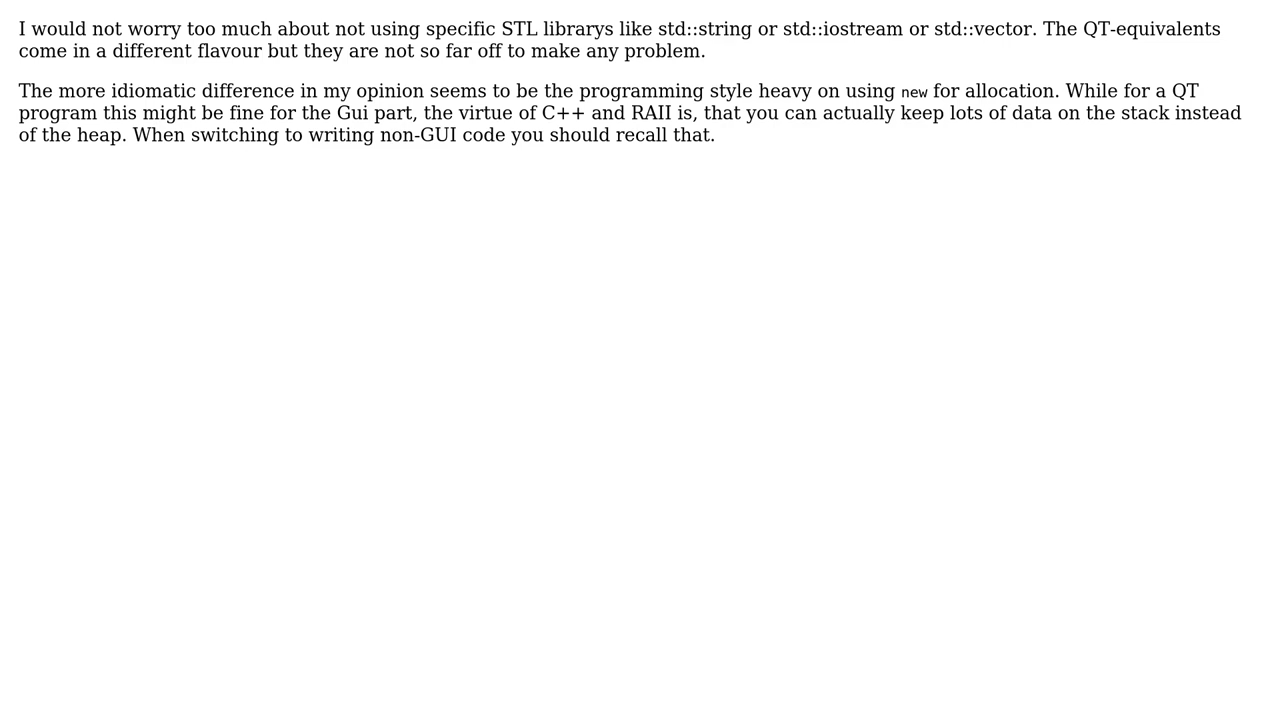 I would not worry too much about not using specific STL librarys like std::string or std::iostream or std::vector. The QT-equivalents
come in a different flavour but they are not so far off to make any problem.
The more idiomatic difference in my opinion seems to be the programming style heavy on using new for allocation. While for a QT
program this might be fine for the Gui part, the virtue of C++ and RAII is, that you can actually keep lots of data on the stack instead
of the heap. When switching to writing non-GUI code you should recall that.